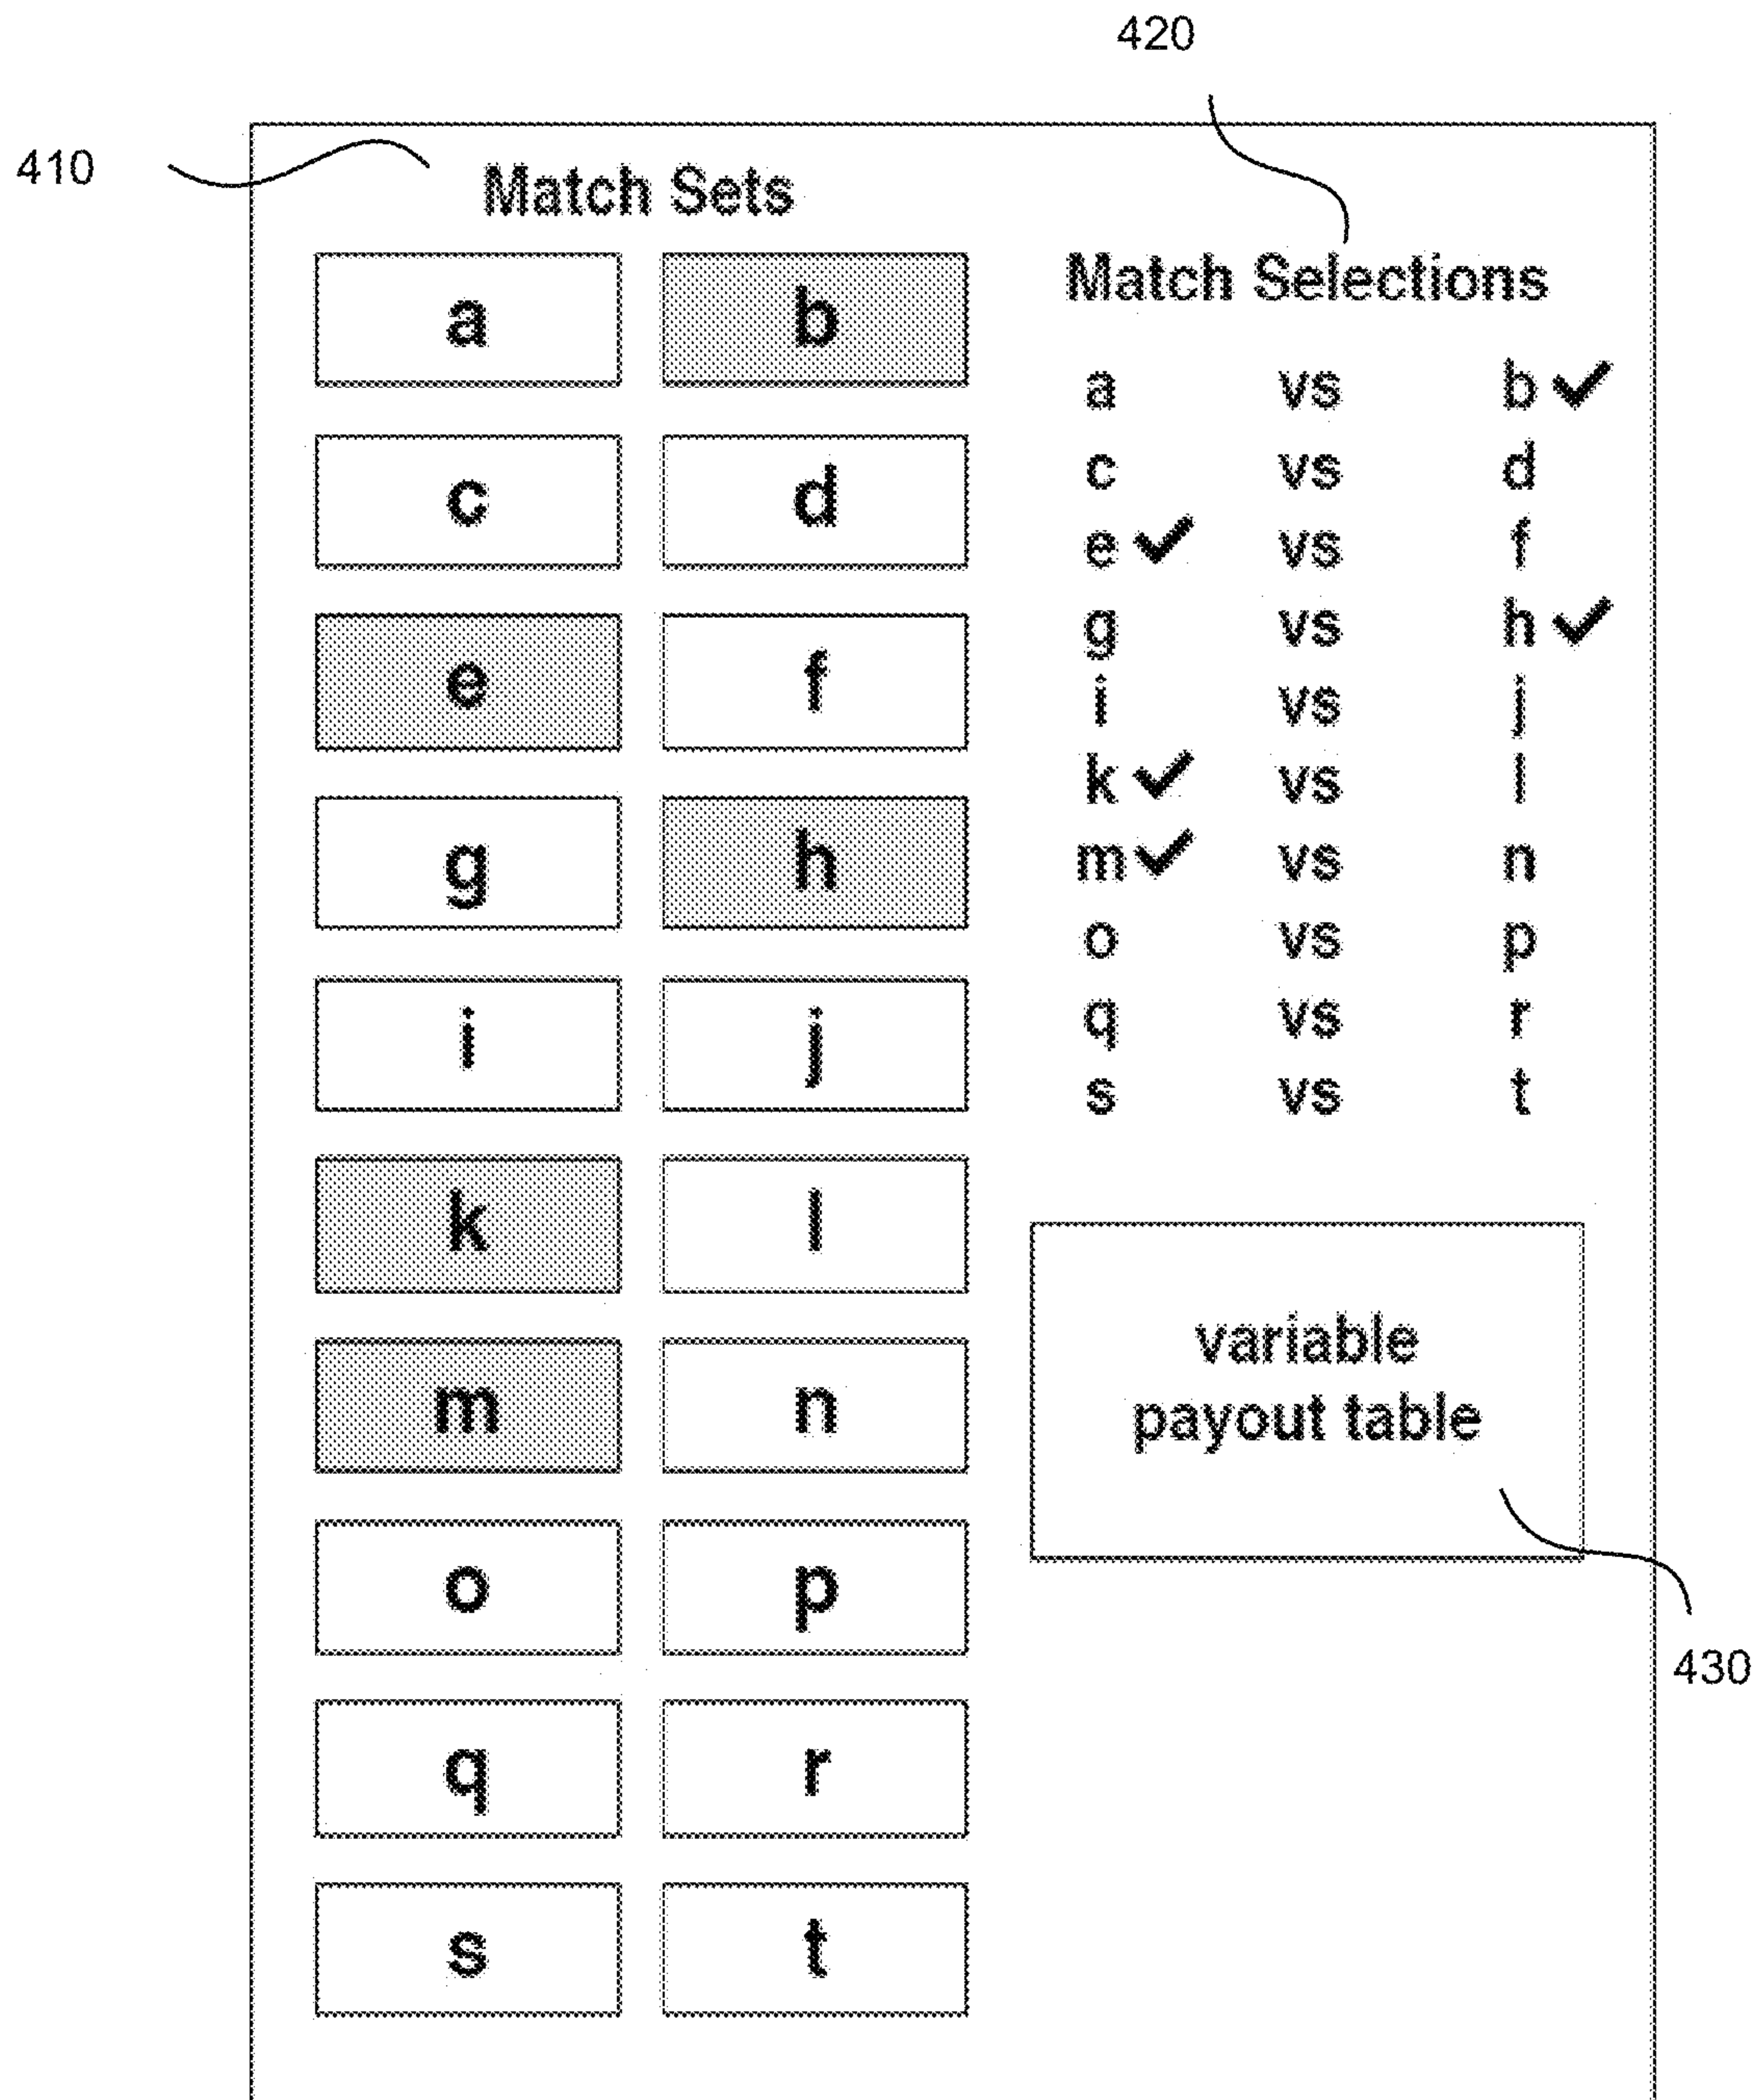 420
410
Match Sets
a b
c d
e f
g h
i j
k l
m n
o p
q r
s t
Match Selections
a vs b ✓
c vs d
e ✓ vs f
g vs h ✓
i vs j
k ✓ vs l
m ✓ vs n
o vs p
q vs r
s vs t
variable
payout table
430